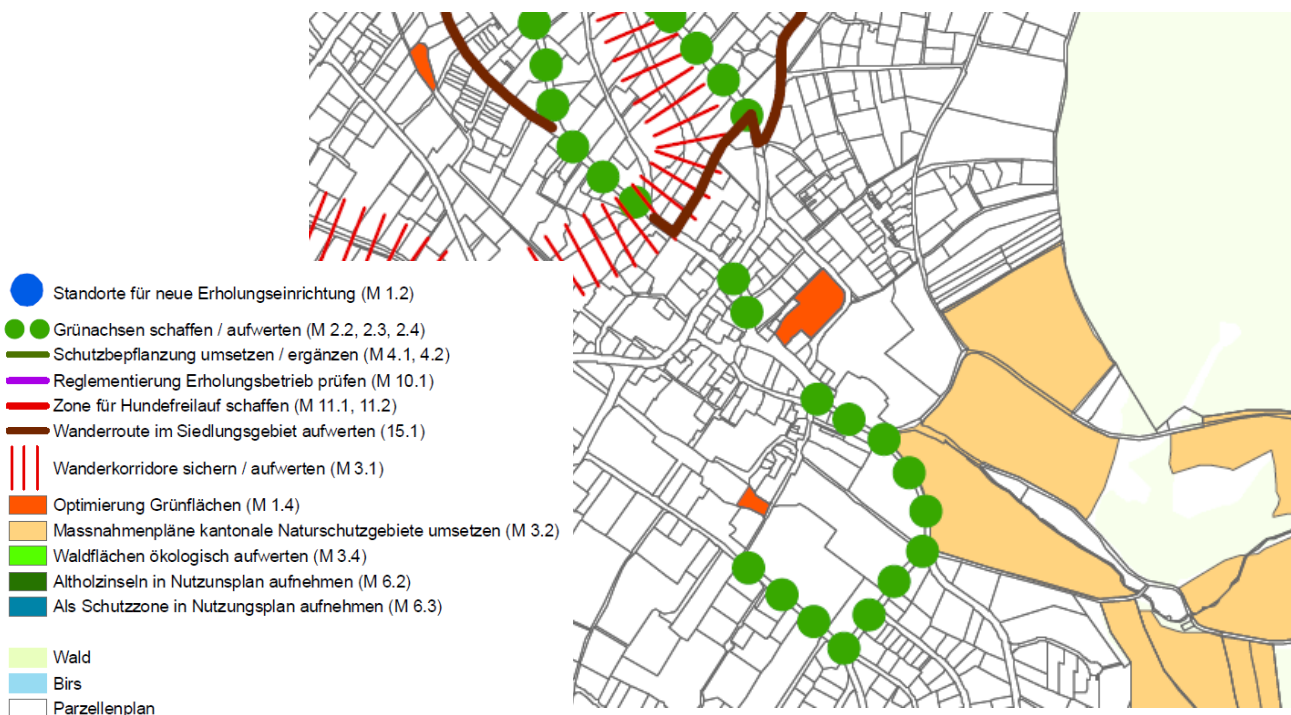 Standorte für neue Erholungseinrichtung (M 1.2)
Grünachsen schaffen / aufwerten (M 2.2, 2.3, 2.4)
Schutzbepflanzung umsetzen / ergänzen (M 4.1, 4.2)
Reglementierung Erholungsbetrieb prüfen (M 10.1)
Zone für Hundefreilauf schaffen (M 11.1, 11.2)
Wanderroute im Siedlungsgebiet aufwerten (15.1)
Wanderkorridore sichern / aufwerten (M 3.1)
Optimierung Grünflächen (M 1.4)
Massnahmenpläne kantonale Naturschutzgebiete umsetzen (M 3.2)
Waldflächen ökologisch aufwerten (M 3.4)
Altholzinseln in Nutzunsplan aufnehmen (M 6.2)
Als Schutzzone in Nutzungsplan aufnehmen (M 6.3)
Wald
Birs
Parzellenplan